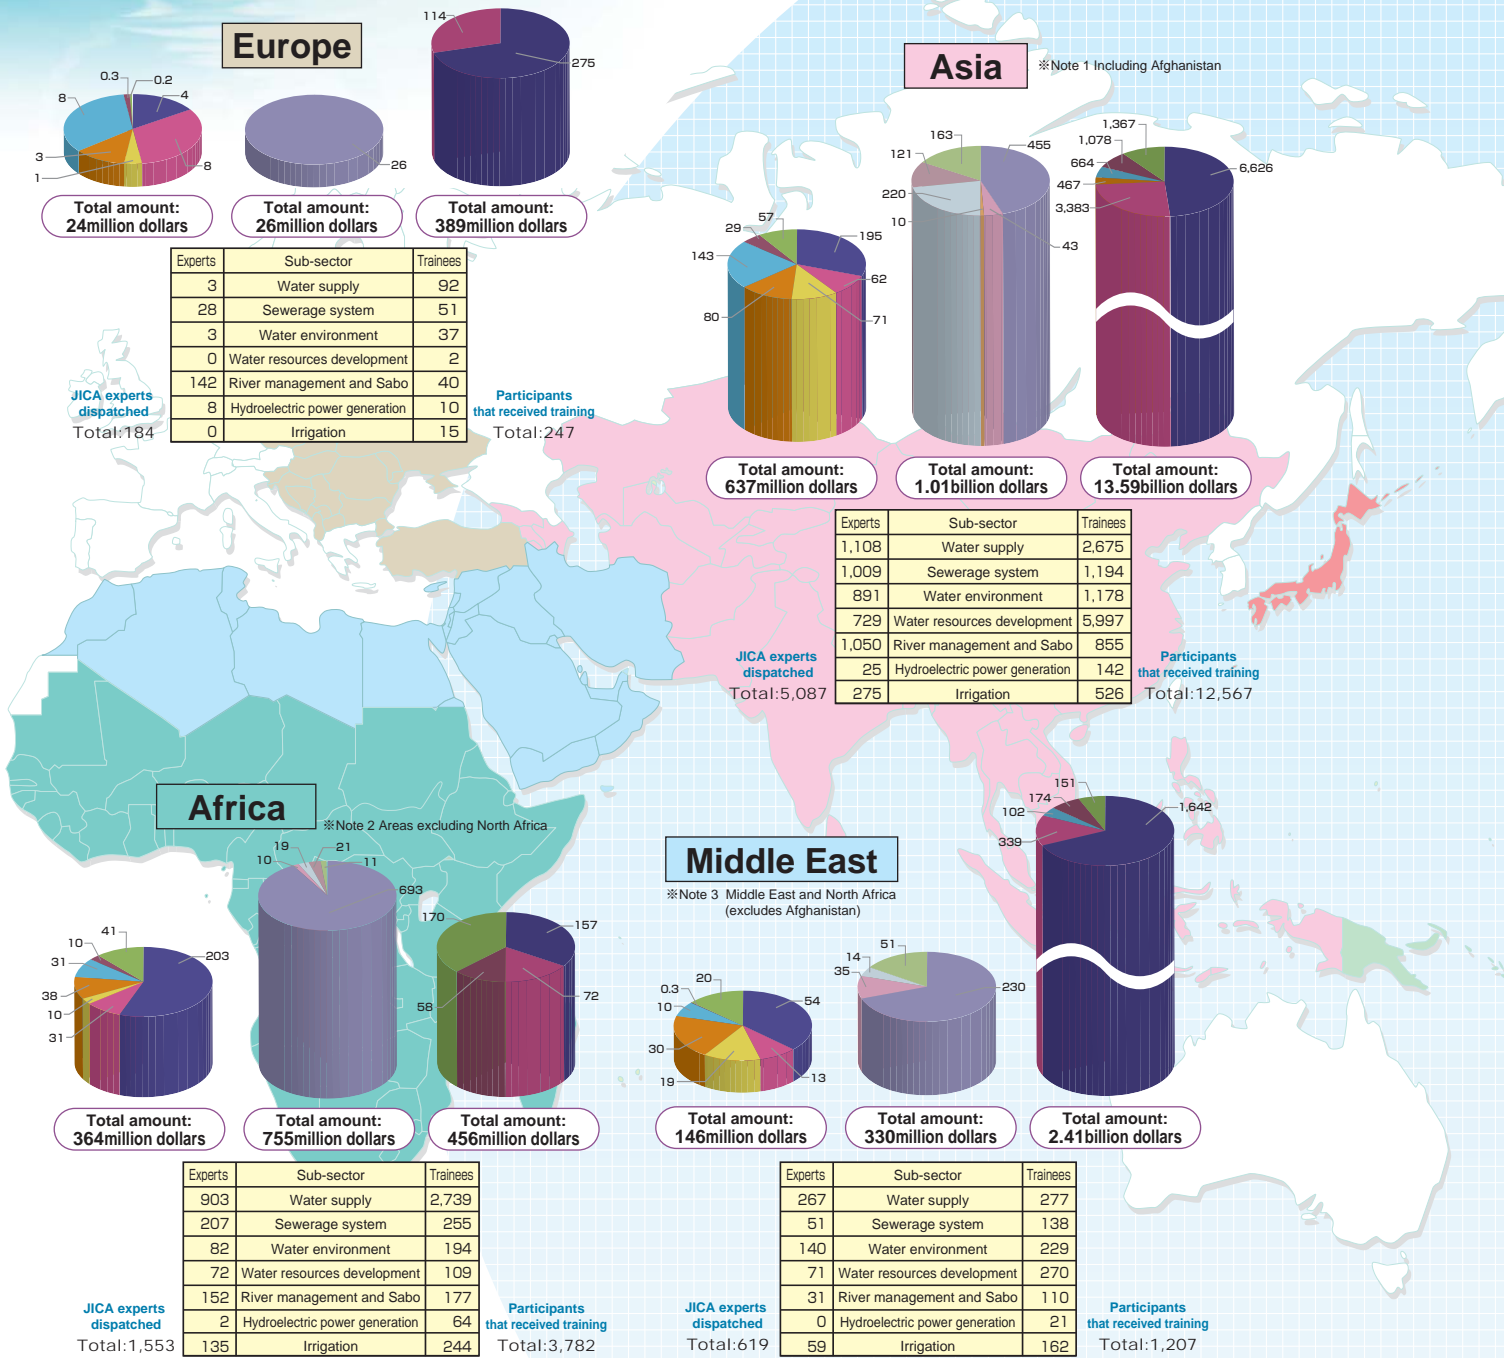 Europe
114
275
0.3
0.2
8
4
3
1
8
26
Total amount:
24million dollars
Total amount:
26million dollars
Total amount:
389million dollars
Experts Sub-sector Trainees
3 Water supply 92
28 Sewerage system 51
3 Water environment 37
0 Water resources development 2
142 River management and Sabo 40
8 Hydroelectric power generation 10
0 Irrigation 15
JICA experts
dispatched
Total:184
Participants
that received training
Total:247
Asia
※Note 1 Including Afghanistan
57
29
143
195
62
80
71
163
121
220
10
455
43
1,367
1,078
664
467
3,383
6,626
Total amount:
637million dollars
Total amount:
1.01billion dollars
Total amount:
13.59billion dollars
Experts Sub-sector Trainees
1,108 Water supply 2,675
1,009 Sewerage system 1,194
891 Water environment 1,178
729 Water resources development 5,997
1,050 River management and Sabo 855
25 Hydroelectric power generation 142
275 Irrigation 526
JICA experts
dispatched
Total:5,087
Participants
that received training
Total:12,567
Africa
※Note 2 Areas excluding North Africa
41
10
31
38
10
31
203
19
21
10
11
693
170
157
58
72
Total amount:
364million dollars
Total amount:
755million dollars
Total amount:
456million dollars
Experts Sub-sector Trainees
903 Water supply 2,739
207 Sewerage system 255
82 Water environment 194
72 Water resources development 109
152 River management and Sabo 177
2 Hydroelectric power generation 64
135 Irrigation 244
JICA experts
dispatched
Total:1,553
Participants
that received training
Total:3,782
Middle East
※Note 3 Middle East and North Africa
(excludes Afghanistan)
20
0.3
10
54
30
19
13
51
14
35
230
151
174
102
339
1,642
Total amount:
146million dollars
Total amount:
330million dollars
Total amount:
2.41billion dollars
Experts Sub-sector Trainees
267 Water supply 277
51 Sewerage system 138
140 Water environment 229
71 Water resources development 270
31 River management and Sabo 110
0 Hydroelectric power generation 21
59 Irrigation 162
JICA experts
dispatched
Total:619
Participants
that received training
Total:1,207